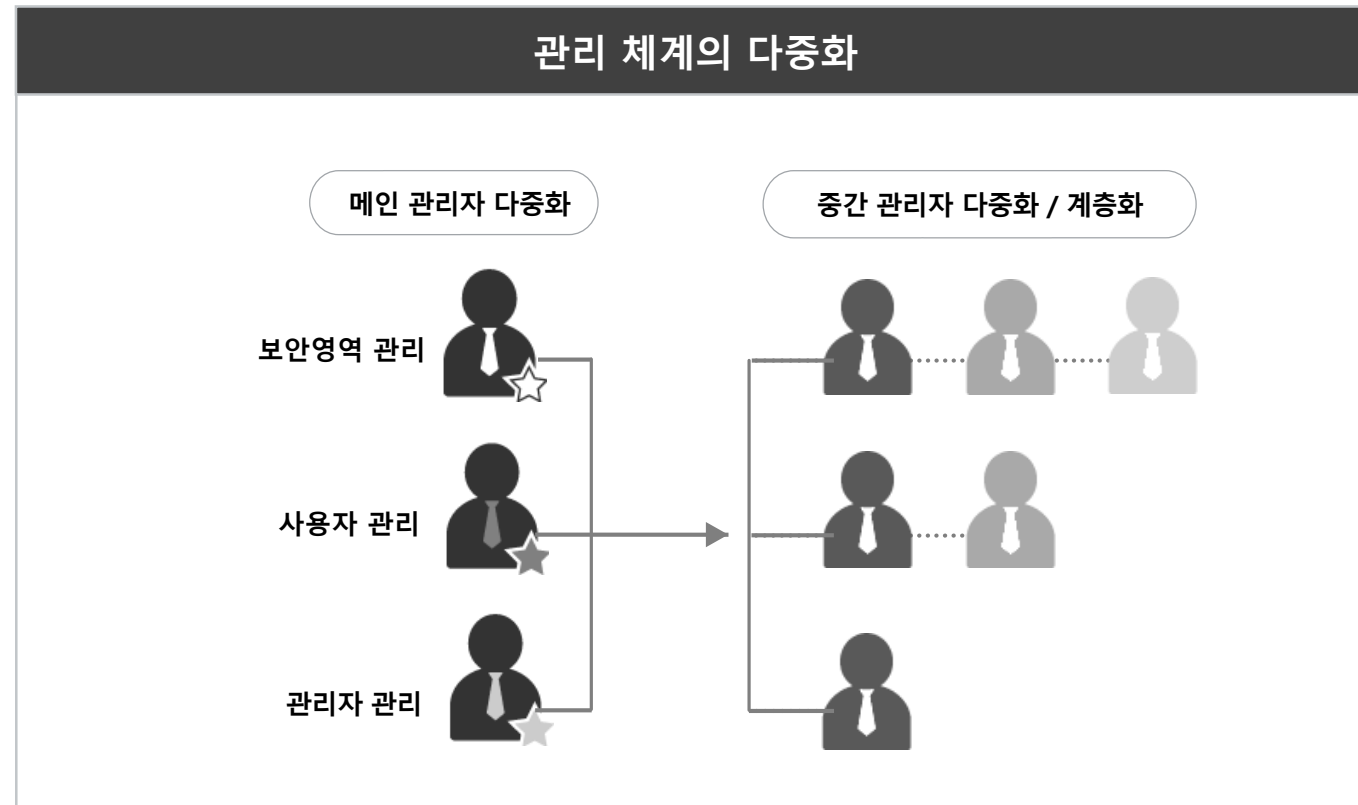 관리 체계의 다중화
메인 관리자 다중화
중간 관리자 다중화 / 계층화
보안영역 관리
사용자 관리
관리자 관리